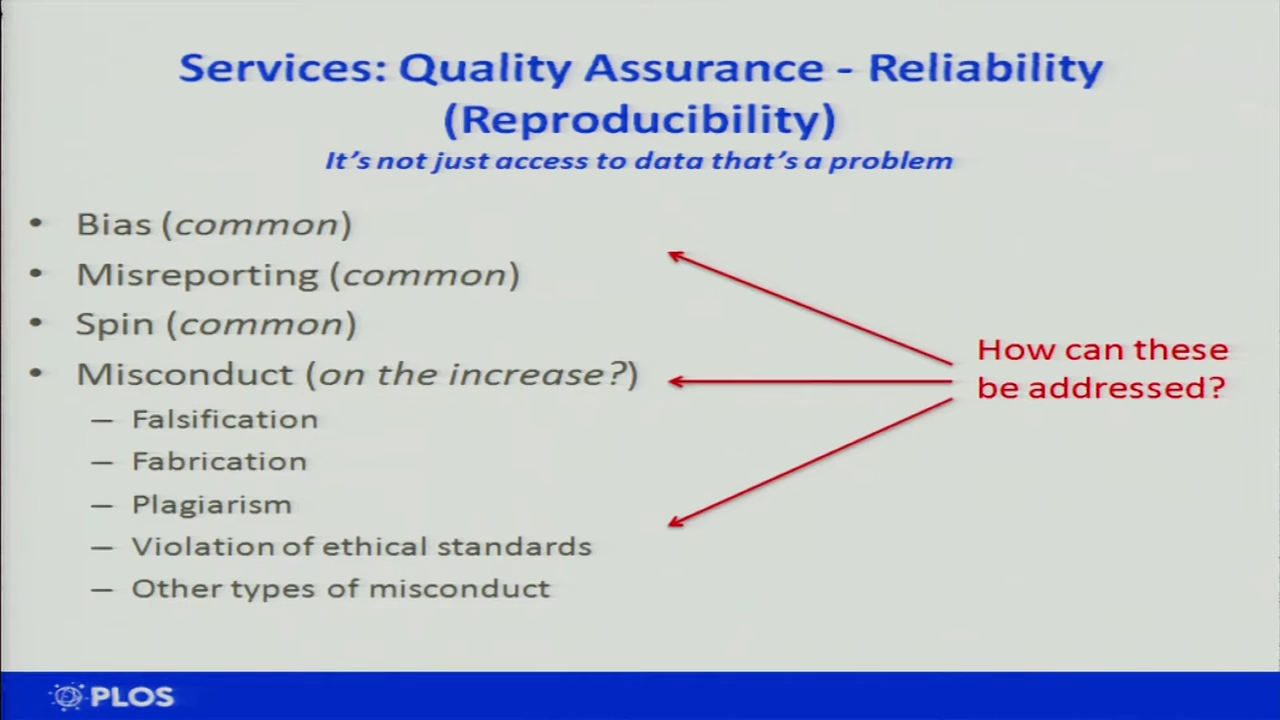 Services: Quality Assurance - Reliability
(Reproducibility)
It's not just access to data that's a problem
• Bias (common)
• Misreporting (common)
• Spin (common)
• Misconduct (on the increase?)
– Falsification
– Fabrication
– Plagiarism
– Violation of ethical standards
– Other types of misconduct
How can these
be addressed?
PLOS